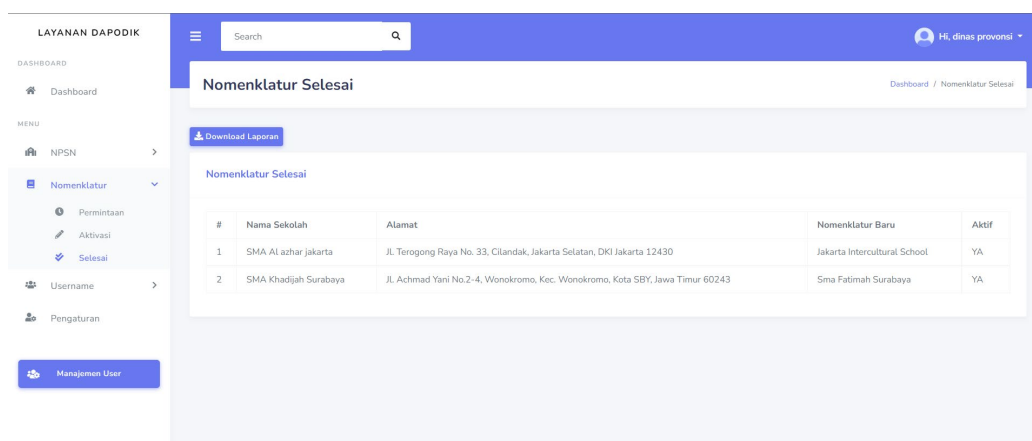 LAYANAN DAPODIK
Search
Hi, dinas provonsi
DASHBOARD
Dashboard
MENU
NPSN
Nomenklatur
Permintaan
Aktivasi
Selesai
Username
Pengaturan
Manajemen User
Nomenklatur Selesai
Dashboard / Nomenklatur Selesai
Download Laporan
Nomenklatur Selesai
# Nama Sekolah Alamat Nomenklatur Baru Aktif
1 SMA Al azhar jakarta Jl. Terogong Raya No. 33, Cilandak, Jakarta Selatan, DKI Jakarta 12430 Jakarta Intercultural School YA
2 SMA Khadijah Surabaya Jl. Achmad Yani No.2-4, Wonokromo, Kec. Wonokromo, Kota SBY, Jawa Timur 60243 Sma Fatimah Surabaya YA